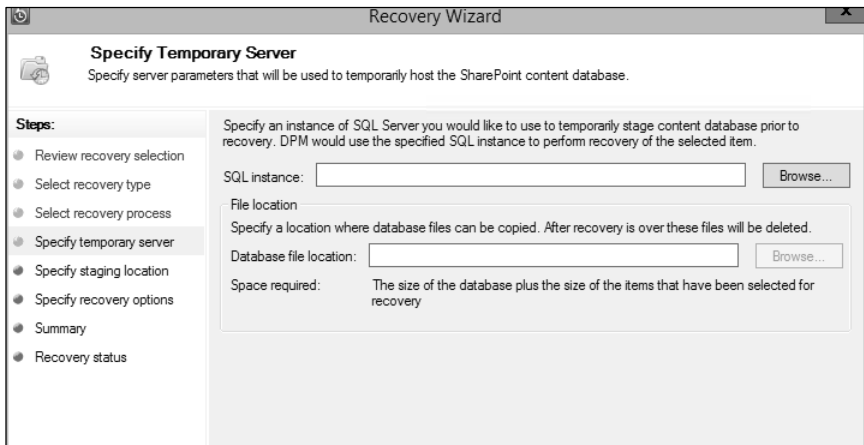 Recovery Wizard
X
Specify Temporary Server
Specify server parameters that will be used to temporarily host the SharePoint content database.
Steps:
Review recovery selection
Select recovery type
Select recovery process
Specify temporary server
Specify staging location
Specify recovery options
Summary
Recovery status
Specify an instance of SQL Server you would like to use to temporarily stage content database prior to
recovery. DPM would use the specified SQL instance to perform recovery of the selected item.
SQL instance:
Browse...
File location
Specify a location where database files can be copied. After recovery is over these files will be deleted.
Database file location:
Browse...
Space required:
The size of the database plus the size of the items that have been selected for
recovery